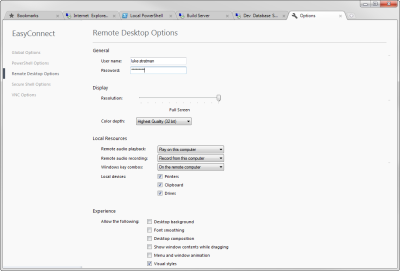 Bookmarks
Internet Explore...
Local PowerShell
Build Server
Dev Database S...
Options
EasyConnect
Global Options
PowerShell Options
Remote Desktop Options
Secure Shell Options
VNC Options
Remote Desktop Options
General
User name:
luke stratman
Password:
Display
Resolution:
Full Screen
Color depth:
Highest Quality (32 bit)
Local Resources
Remote audio playback:
Play on this computer
Remote audio recording:
Record from this computer
Windows key combos:
On the remote computer
Local devices:
Printers
Clipboard
Drives
Experience
Allow the following:
Desktop background
Font smoothing
Desktop composition
Show window contents while dragging
Menu and window animation
Visual styles